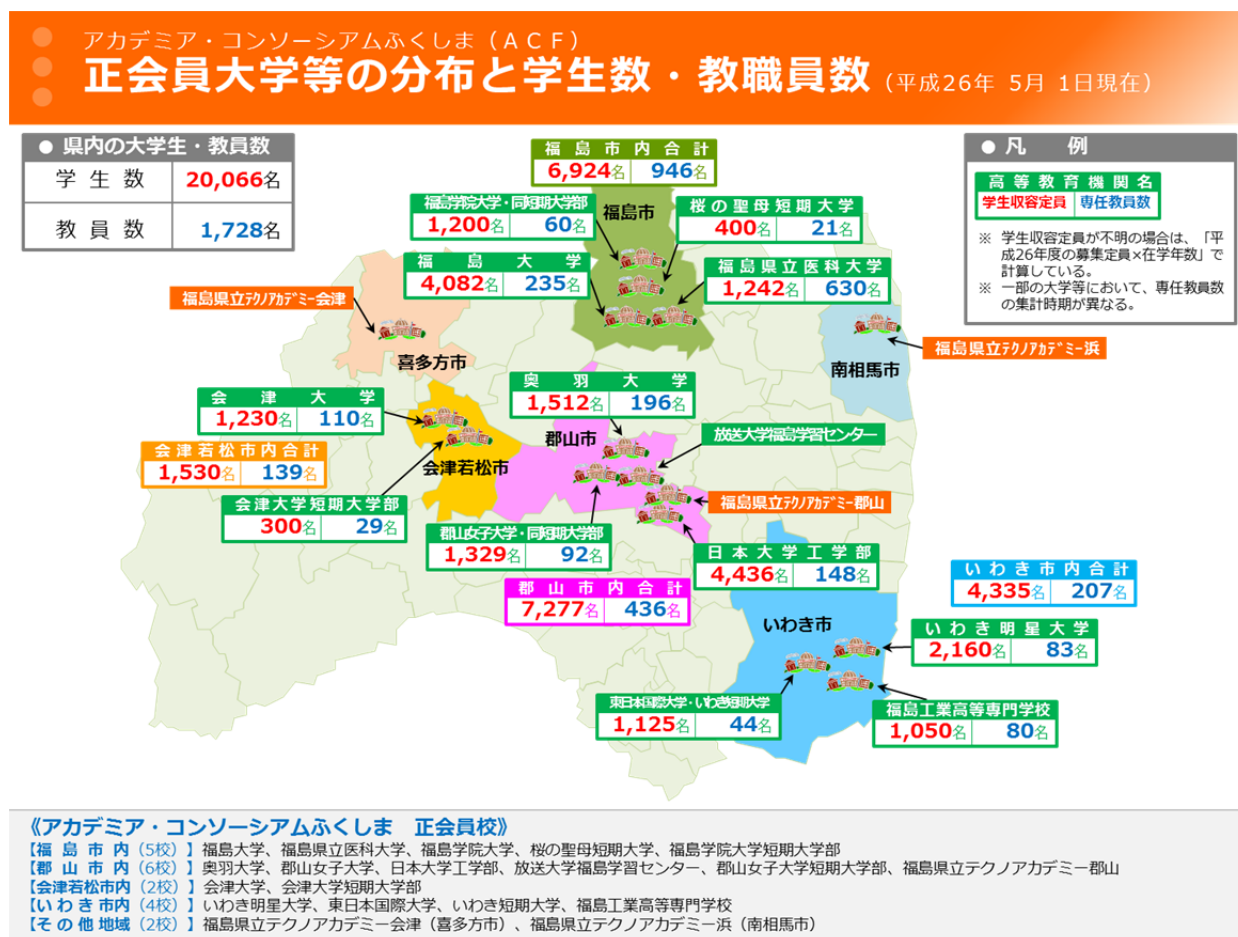 アカデミア・コンソーシアムふくしま（ＡＣＦ）
正会員大学等の分布と学生数・教職員数（平成26年 5月 1日現在）
● 県内の大学生・教員数
学生数 20,066名
教員数 1,728名
福島市内合計
6,924名 946名
● 凡 例
高等教育機関名
学生収容定員 専任教員数
※ 学生収容定員が不明の場合は、「平
成26年度の募集定員×在学年数」で
計算している。
※ 一部の大学等において、専任教員数
の集計時期が異なる。
福島学院大学・同短期大学部
1,200名 60名
福島市
桜の聖母短期大学
400名 21名
福島大学
4,082名 235名
福島県立医科大学
1,242名 630名
福島県立ﾃｸﾉｱｶﾃﾞﾐｰ会津
喜多方市
福島県立ﾃｸﾉｱｶﾃﾞﾐｰ浜
南相馬市
奥羽大学
1,512名 196名
会津大学
1,230名 110名
郡山市
放送大学福島学習センター
会津若松市内合計
1,530名 139名
会津若松市
会津大学短期大学部
300名 29名
福島県立ﾃｸﾉｱｶﾃﾞﾐｰ郡山
郡山女子大学・同短期大学部
1,329名 92名
日本大学工学部
4,436名 148名
郡山市内合計
7,277名 436名
いわき市内合計
4,335名 207名
いわき市
いわき明星大学
2,160名 83名
東日本国際大学・いわき短期大学
1,125名 44名
福島工業高等専門学校
1,050名 80名
《アカデミア・コンソーシアムふくしま 正会員校》
【福島市内（5校）】福島大学、福島県立医科大学、福島学院大学、桜の聖母短期大学、福島学院大学短期大学部
【郡山市内（6校）】奥羽大学、郡山女子大学、日本大学工学部、放送大学福島学習センター、郡山女子大学短期大学部、福島県立テクノアカデミー郡山
【会津若松市内（2校）】会津大学、会津大学短期大学部
【いわき市内（4校）】いわき明星大学、東日本国際大学、いわき短期大学、福島工業高等専門学校
【その他地域（2校）】福島県立テクノアカデミー会津（喜多方市）、福島県立テクノアカデミー浜（南相馬市）